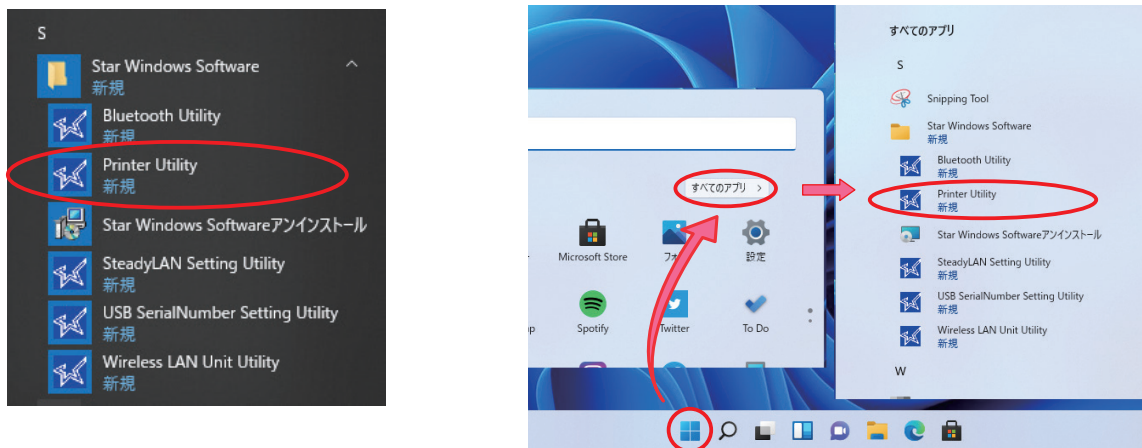 S
Star Windows Software
新規
Bluetooth Utility
新規
Printer Utility
新規
Star Windows Softwareアンインストール
SteadyLAN Setting Utility
新規
USB SerialNumber Setting Utility
新規
Wireless LAN Unit Utility
新規
すべてのアプリ >
Microsoft Store
フォ
設定
Spotify
Twitter
To Do
すべてのアプリ
S
Snipping Tool
Star Windows Software
新規
Bluetooth Utility
新規
Printer Utility
新規
Star Windows Softwareアンインストール
SteadyLAN Setting Utility
新規
USB SerialNumber Setting Utility
新規
Wireless LAN Unit Utility
新規
W